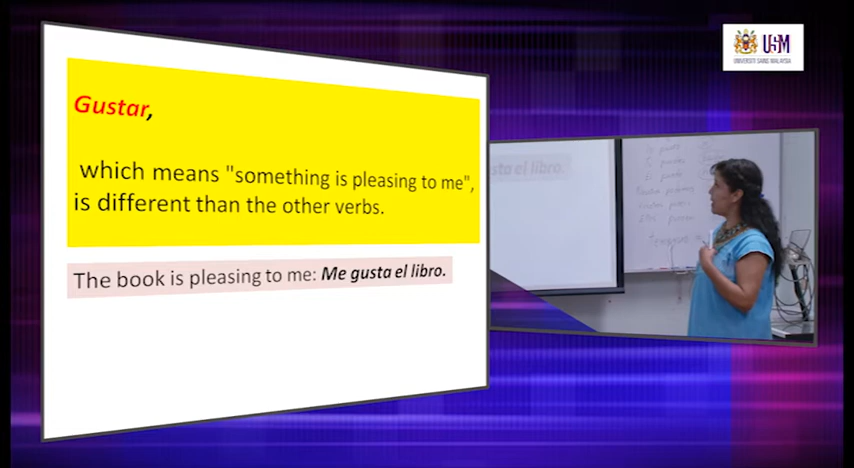 Gustar,
which means "something is pleasing to me",
is different than the other verbs.
The book is pleasing to me: Me gusta el libro.
USM
UNIVERSITI SAINS MALAYSIA
sta el libro.